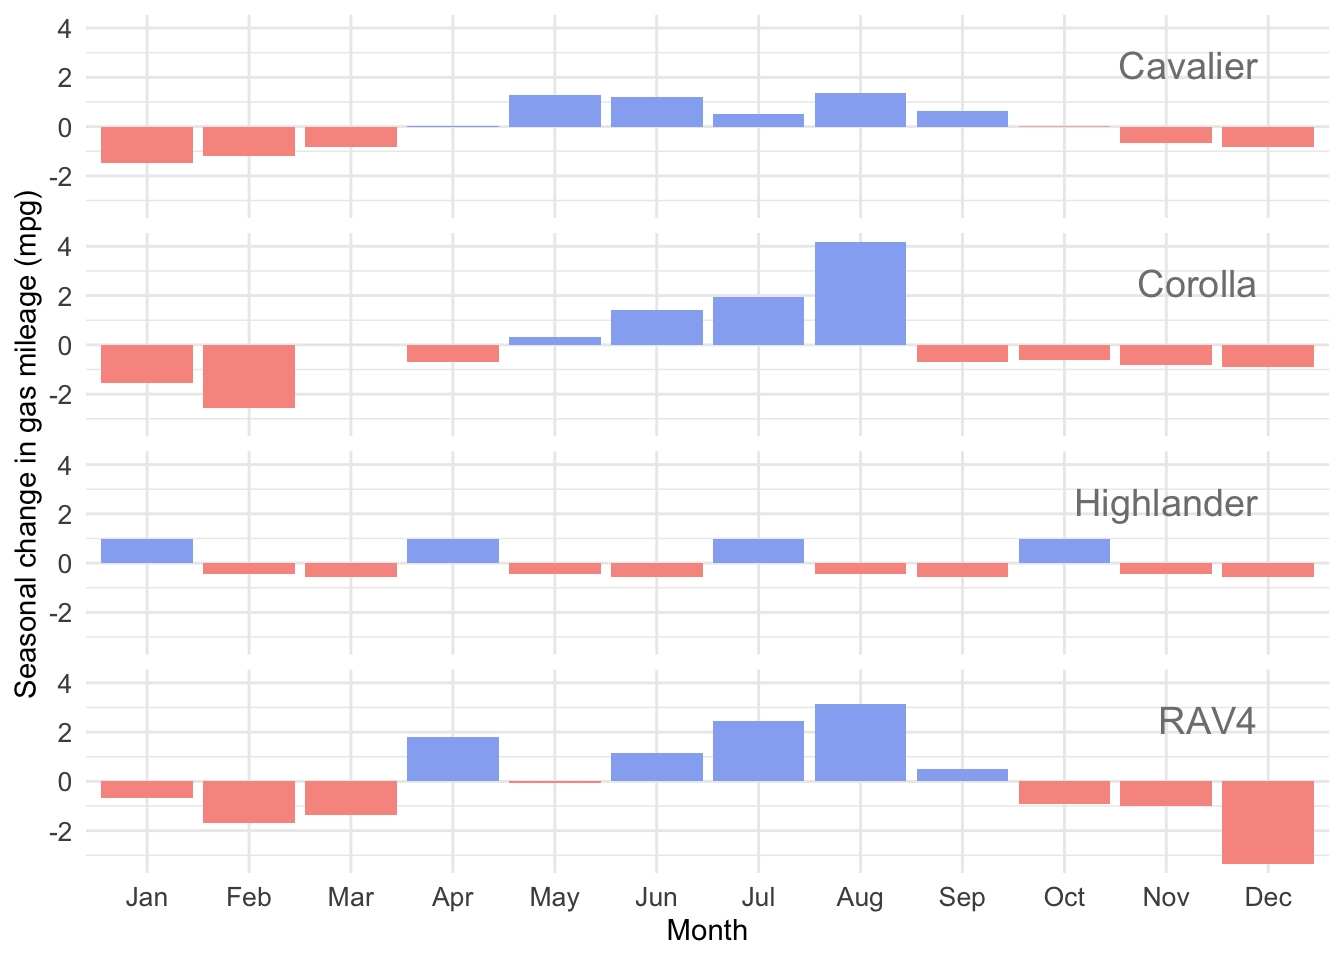 4
2
0
-2
Cavalier
4
2
0
-2
Corolla
4
2
0
-2
Highlander
4
2
0
-2
RAV4
Seasonal change in gas mileage (mpg)
Jan Feb Mar Apr May Jun Jul Aug Sep Oct Nov Dec
Month